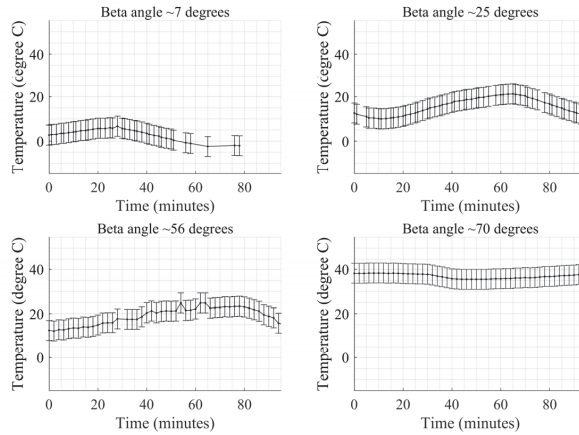 Beta angle ~7 degrees
Temperature (degree C)
40
20
0
0 20 40 60 80
Time (minutes)
Beta angle ~25 degrees
Temperature (degree C)
40
20
0
0 20 40 60 80
Time (minutes)
Beta angle ~56 degrees
Temperature (degree C)
40
20
0
0 20 40 60 80
Time (minutes)
Beta angle ~70 degrees
Temperature (degree C)
40
20
0
0 20 40 60 80
Time (minutes)